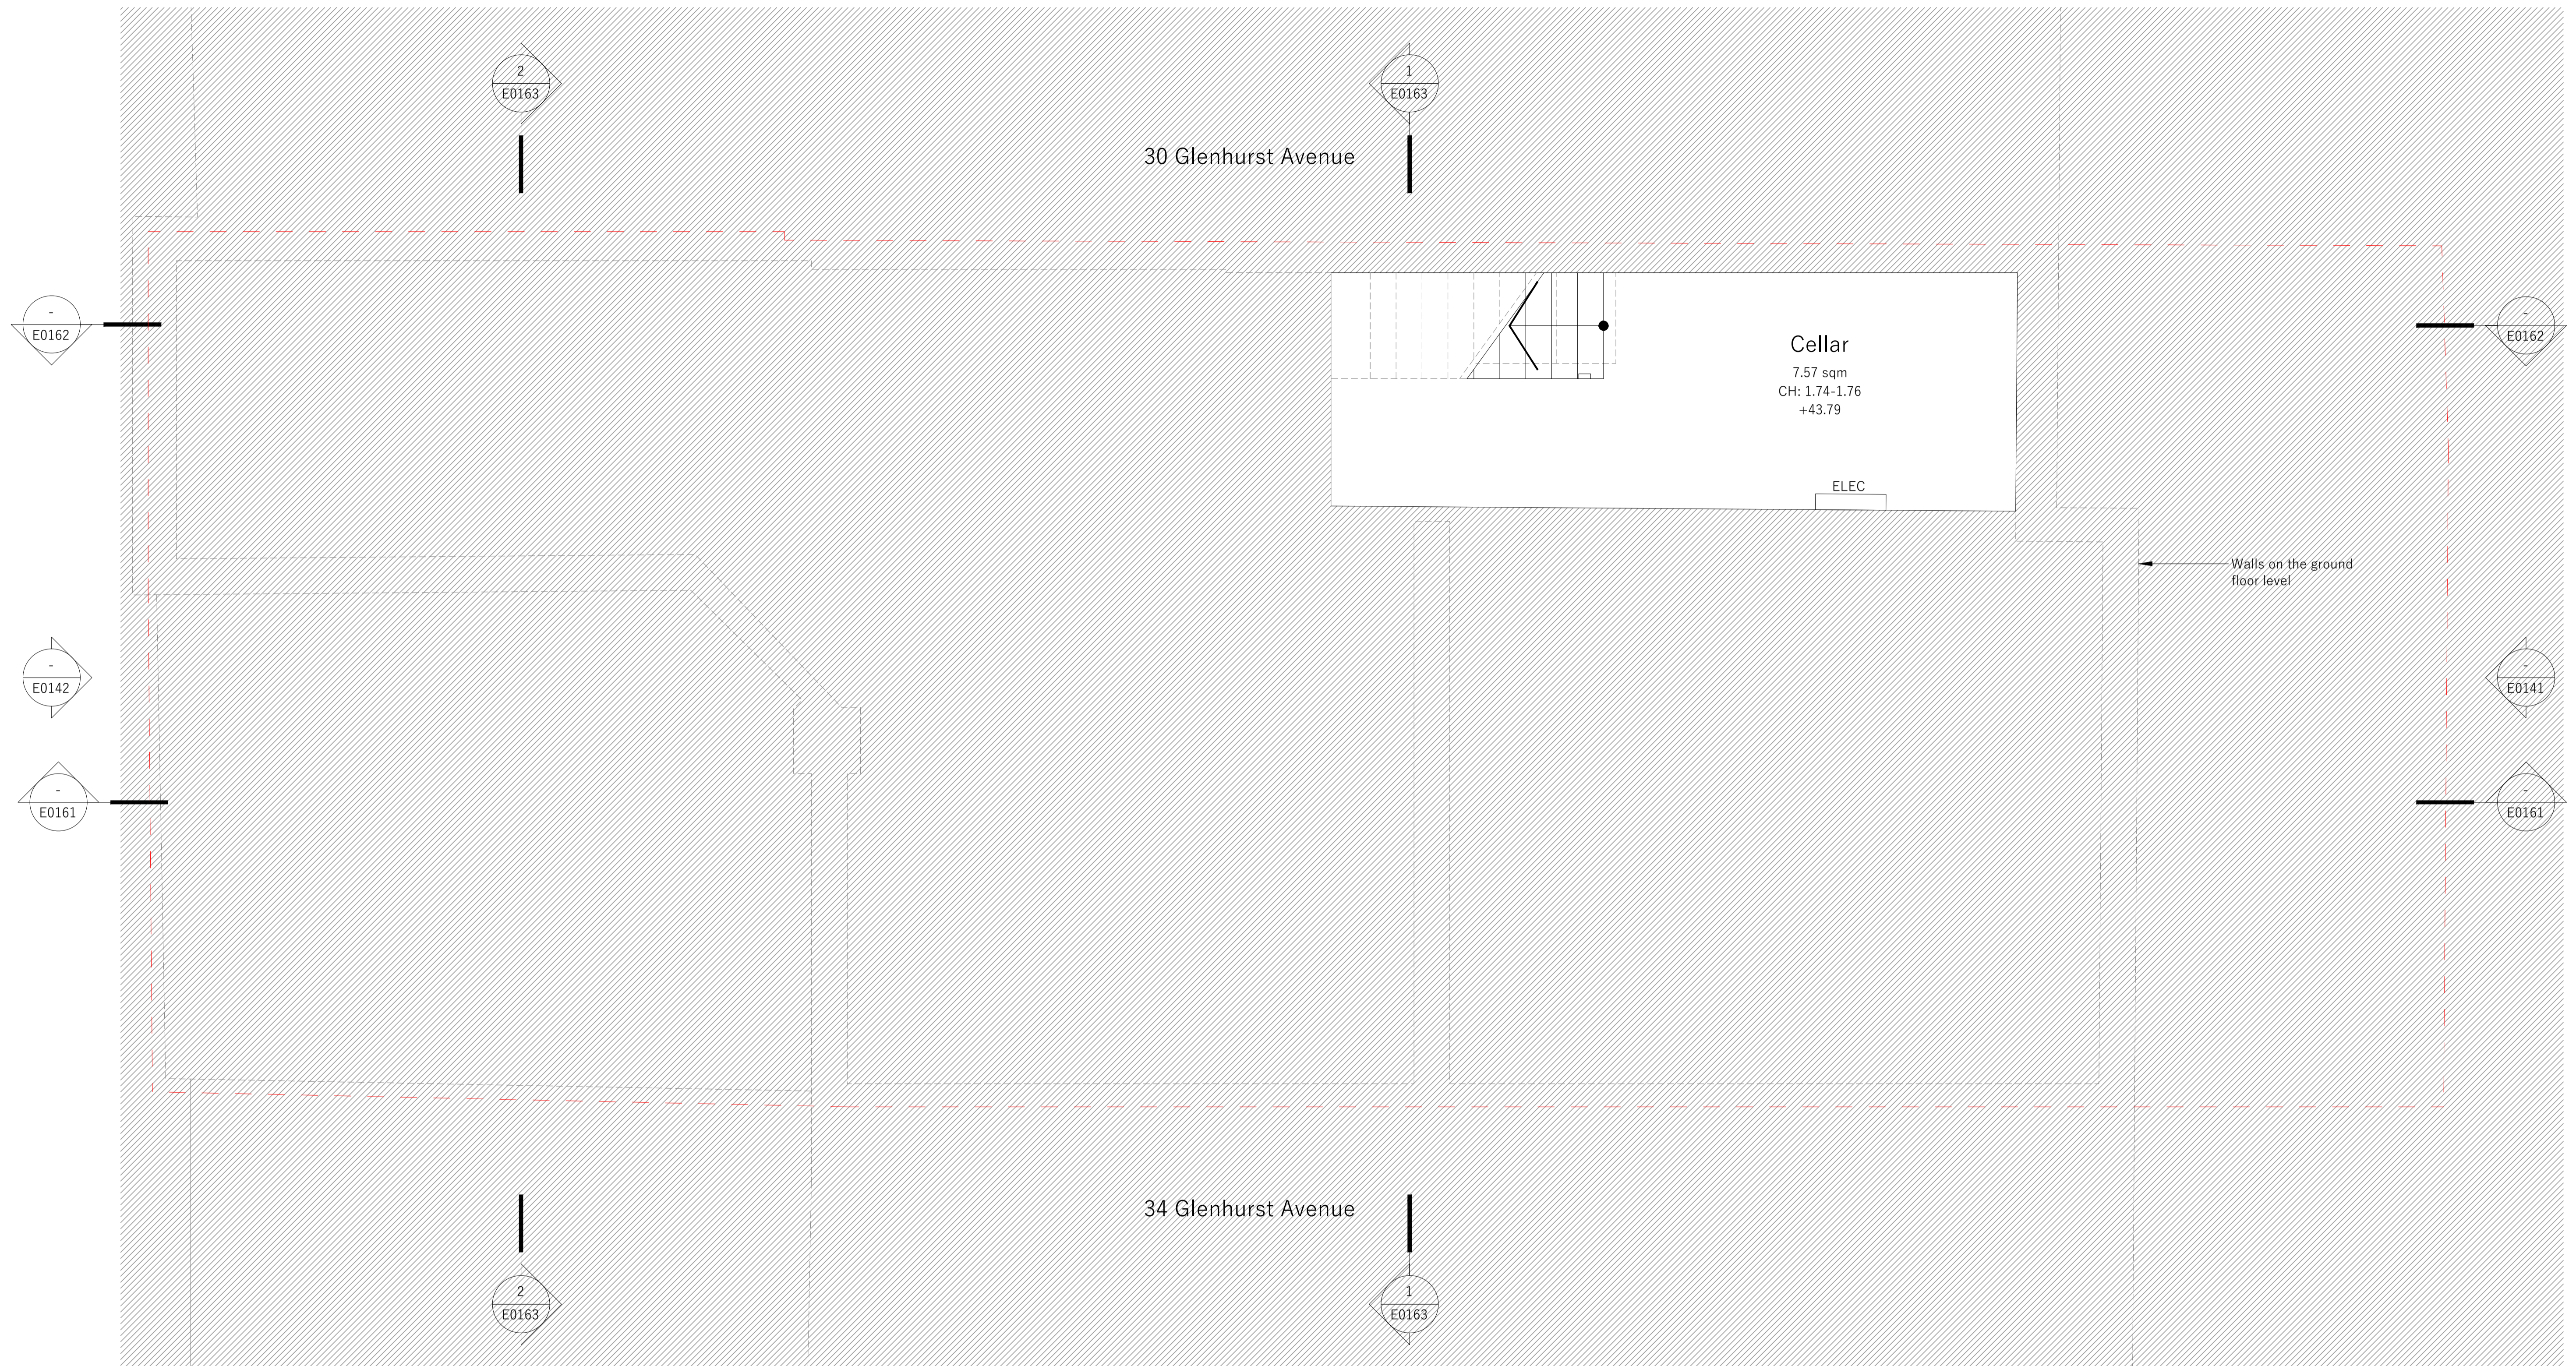 2
E0163
1
E0163
30 Glenhurst Avenue
-
E0162
-
E0162
Cellar
7.57 sqm
CH: 1.74-1.76
+43.79
ELEC
Walls on the ground
floor level
-
E0142
-
E0141
-
E0161
-
E0161
34 Glenhurst Avenue
2
E0163
1
E0163